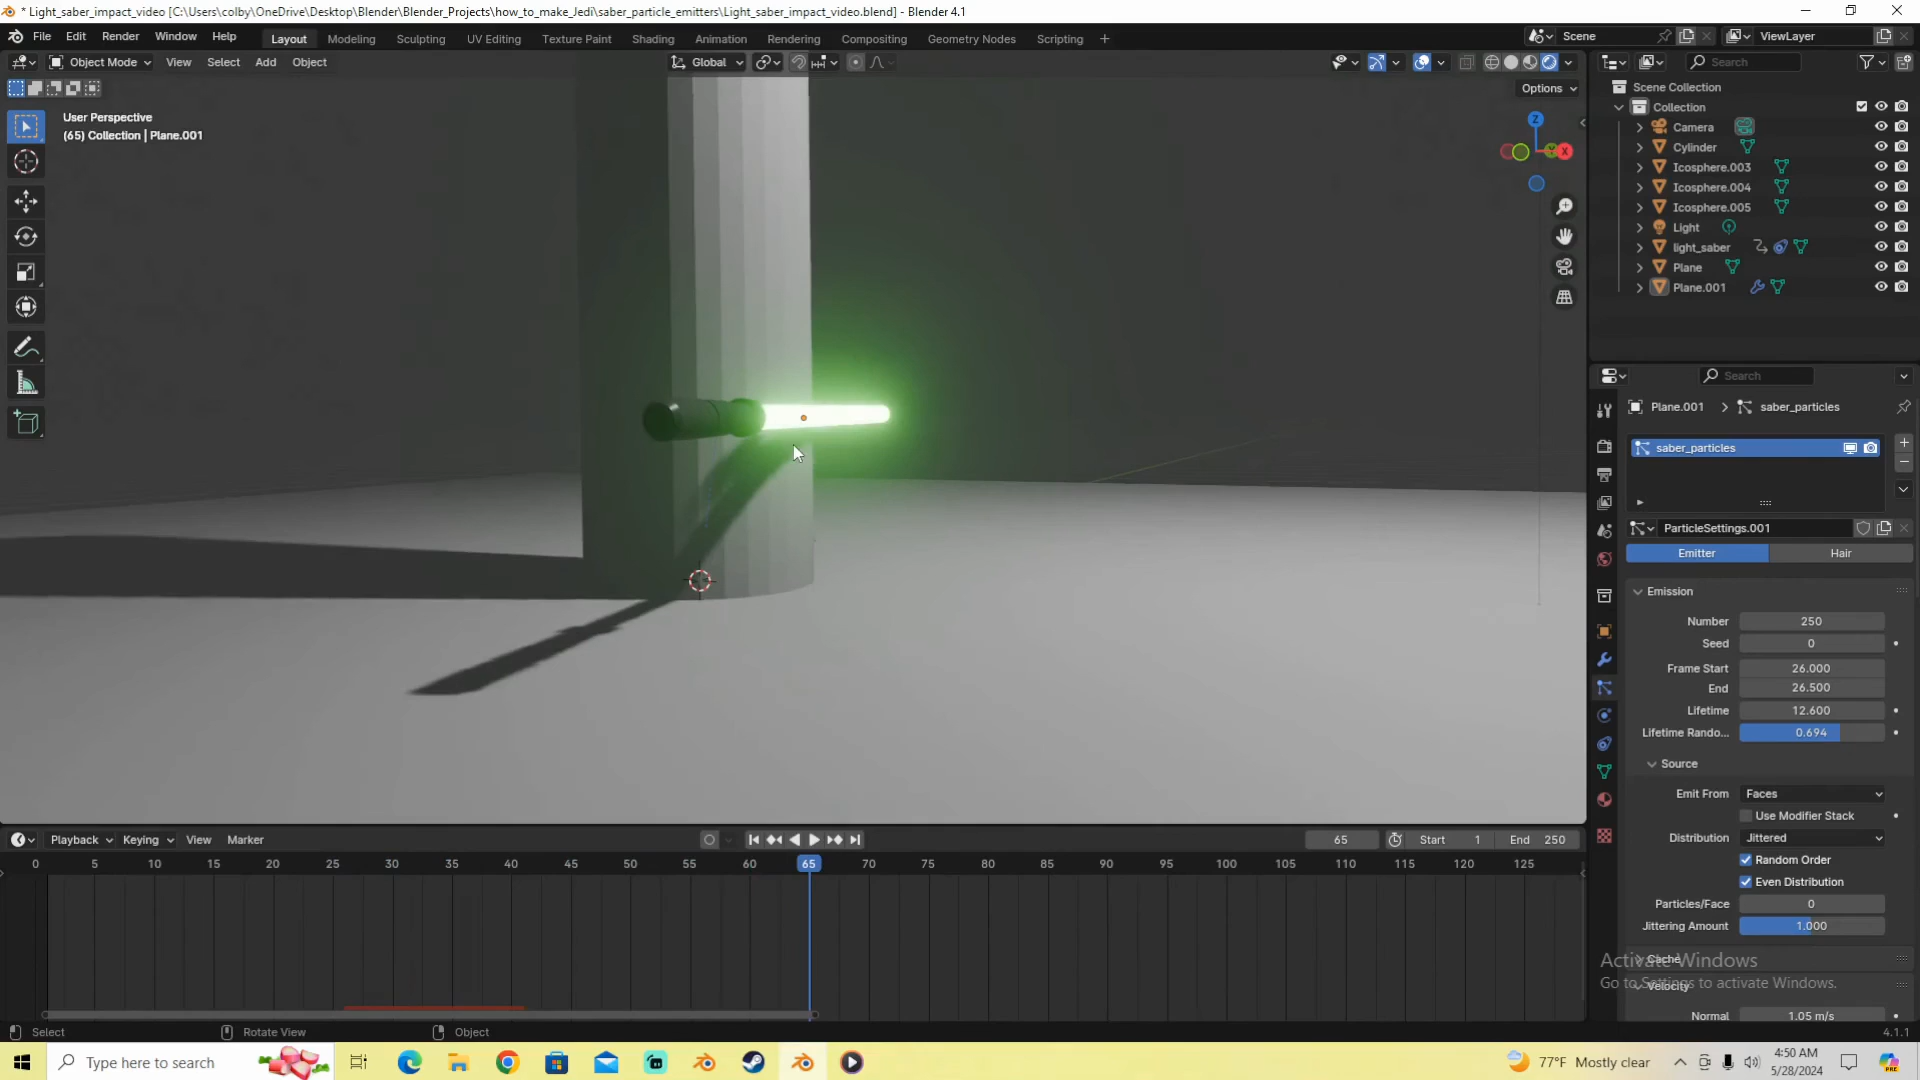 * Light_saber_impact_video [C:\Users\colby\OneDrive\Desktop\Blender\Blender_Projects\how_to_make_Jedi\saber_particle_emitters\Light_saber_impact_video.blend] - Blender 4.1
File Edit Render Window Help Layout Modeling Sculpting UV Editing Texture Paint Shading Animation Rendering Compositing Geometry Nodes Scripting + Scene ViewLayer
Object Mode View Select Add Object Global Search
Options
User Perspective
(65) Collection | Plane.001
Z
X
Scene Collection
Collection
Camera
Cylinder
Icosphere.003
Icosphere.004
Icosphere.005
Light
light_saber
Plane
Plane.001
Search
Plane.001 > saber_particles
saber_particles
ParticleSettings.001
Emitter Hair
Emission
Number 250
Seed 0
Frame Start 26.000
End 26.500
Lifetime 12.600
Lifetime Rando... 0.694
Source
Emit From Faces
Use Modifier Stack
Distribution Jittered
Random Order
Even Distribution
Particles/Face 0
Jittering Amount 1.000
Cache
Velocity
Normal 1.05 m/s
Activate Windows
Go to Settings to activate Windows.
Playback Keying View Marker 65 Start 1 End 250
0 5 10 15 20 25 30 35 40 45 50 55 60 65 70 75 80 85 90 95 100 105 110 115 120 125
Select Rotate View Object 4.1.1
Type here to search 77°F Mostly clear 4:50 AM
5/28/2024
PRE